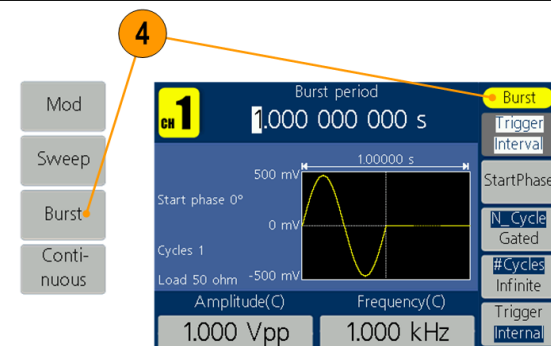 4
Mod
Sweep
Burst
Conti-
nuous
CH 1
Burst period
1.000 000 000 s
Burst
Trigger
Interval
StartPhase
N_Cycle
Gated
#Cycles
Infinite
Trigger
Internal
1.00000 s
500 mV
Start phase 0°
0 mV
Cycles 1
Load 50 ohm
-500 mV
Amplitude(C)
Frequency(C)
1.000 Vpp
1.000 kHz